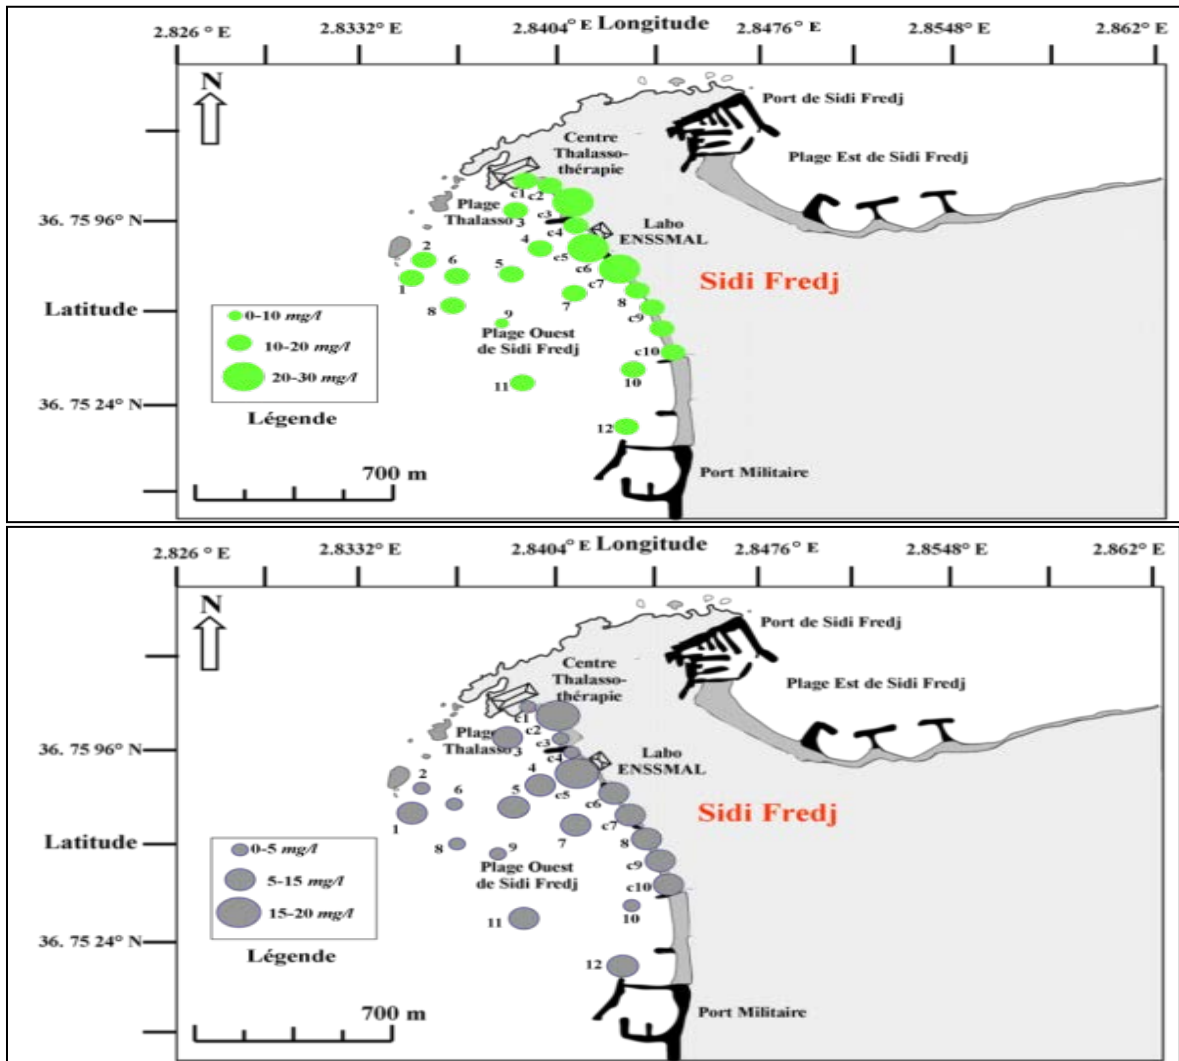 2.826 ° E 2.8332 ° E 2.8404 ° E Longitude 2.8476 ° E 2.8548 ° E 2.862 ° E
N
Port de Sidi Fredj
Centre
Thalasso-
thérapie
Plage Est de Sidi Fredj
c1 c2
Plage
Thalasso 3 c3
36.75 96° N
c4
Labo
ENSSMAL
2 4 c5
6 5 c6
Sidi Fredj
1 c7
Latitude
8 9 7 8
c9
0-10 mg/l
Plage Ouest
de Sidi Fredj
10-20 mg/l
c10
20-30 mg/l
11 10
36. 75 24° N
Légende
12
700 m
Port Militaire
2.826 ° E 2.8332 ° E 2.8404 ° E Longitude 2.8476 ° E 2.8548 ° E 2.862 ° E
N
Port de Sidi Fredj
Centre
Thalasso-
thérapie
Plage Est de Sidi Fredj
c1
c2
Plage
Thalasso 3 c3
36.75 96° N
c4
Labo
ENSSMAL
2 4
6 5 c5 c6
Sidi Fredj
1 7 c7
Latitude
8 9 8
0-5 mg/l
Plage Ouest
de Sidi Fredj
c9
5-15 mg/l
c10
15-20 mg/l
11 10
36. 75 24° N
Légende
12
700 m
Port Militaire